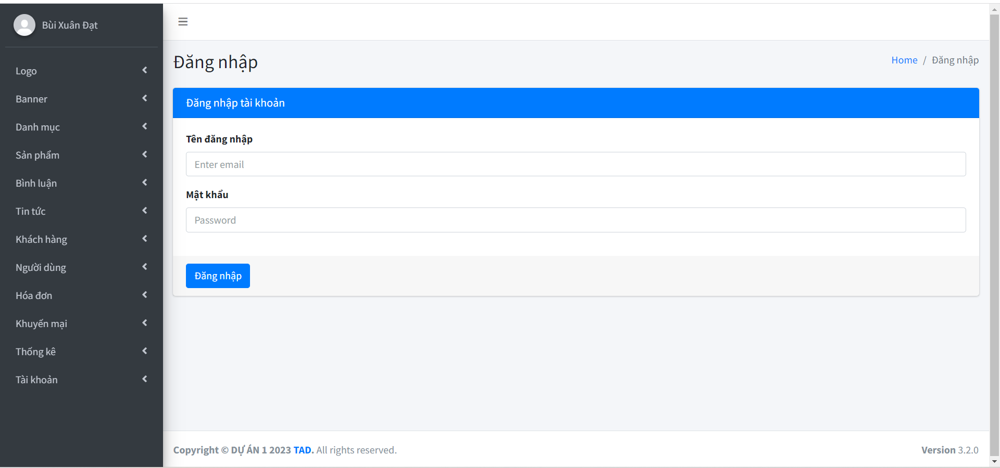 Bùi Xuân Đạt
Logo
Banner
Danh mục
Sản phẩm
Bình luận
Tin tức
Khách hàng
Người dùng
Hóa đơn
Khuyến mại
Thống kê
Tài khoản
Đăng nhập
Home / Đăng nhập
Đăng nhập tài khoản
Tên đăng nhập
Enter email
Mật khẩu
Password
Đăng nhập
Copyright © DỰ ÁN 1 2023 TAD. All rights reserved.
Version 3.2.0